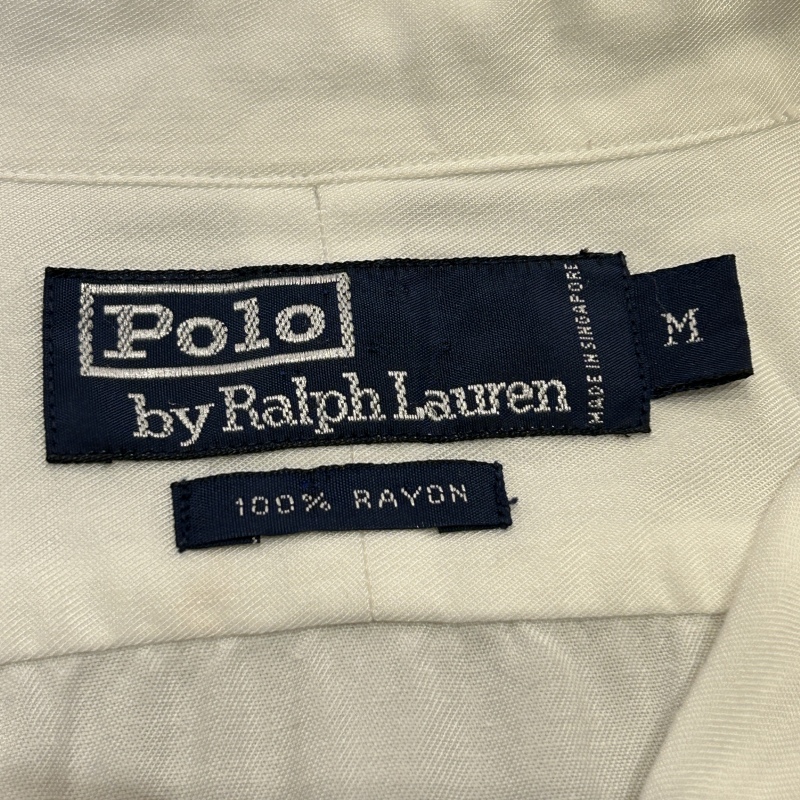 Polo
by Ralph Lauren
MADE IN SINGAPORE
M
100% RAYON